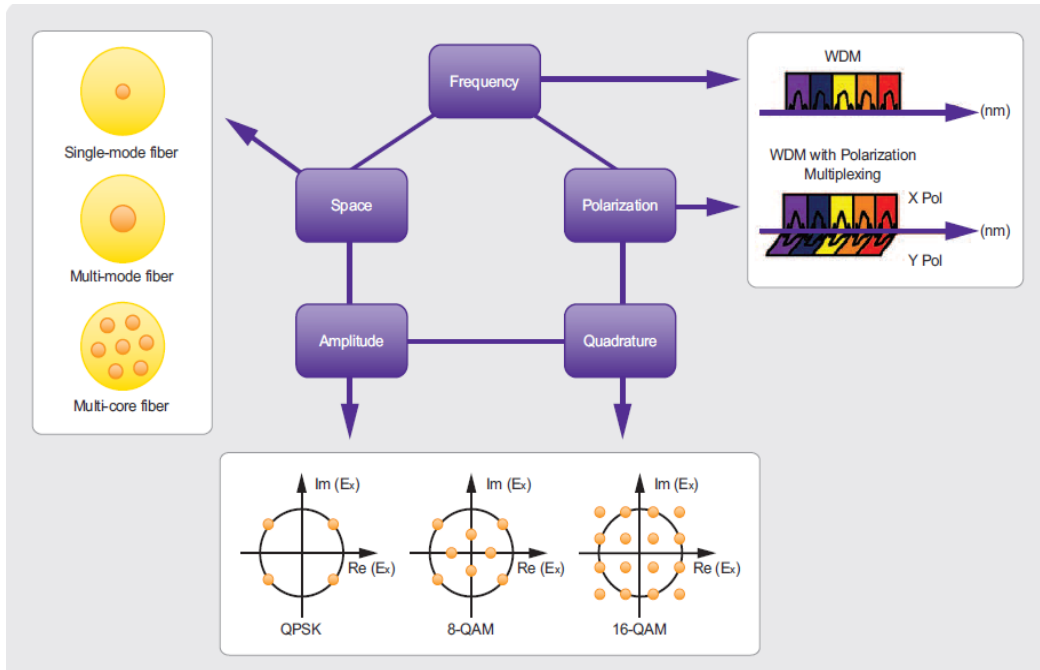 Single-mode fiber
Multi-mode fiber
Multi-core fiber
Frequency
Space
Polarization
Amplitude
Quadrature
WDM
(nm)
WDM with Polarization
Multiplexing
X Pol
(nm)
Y Pol
Im (Ex)
Re (Ex)
QPSK
Im (Ex)
Re (Ex)
8-QAM
Im (Ex)
Re (Ex)
16-QAM